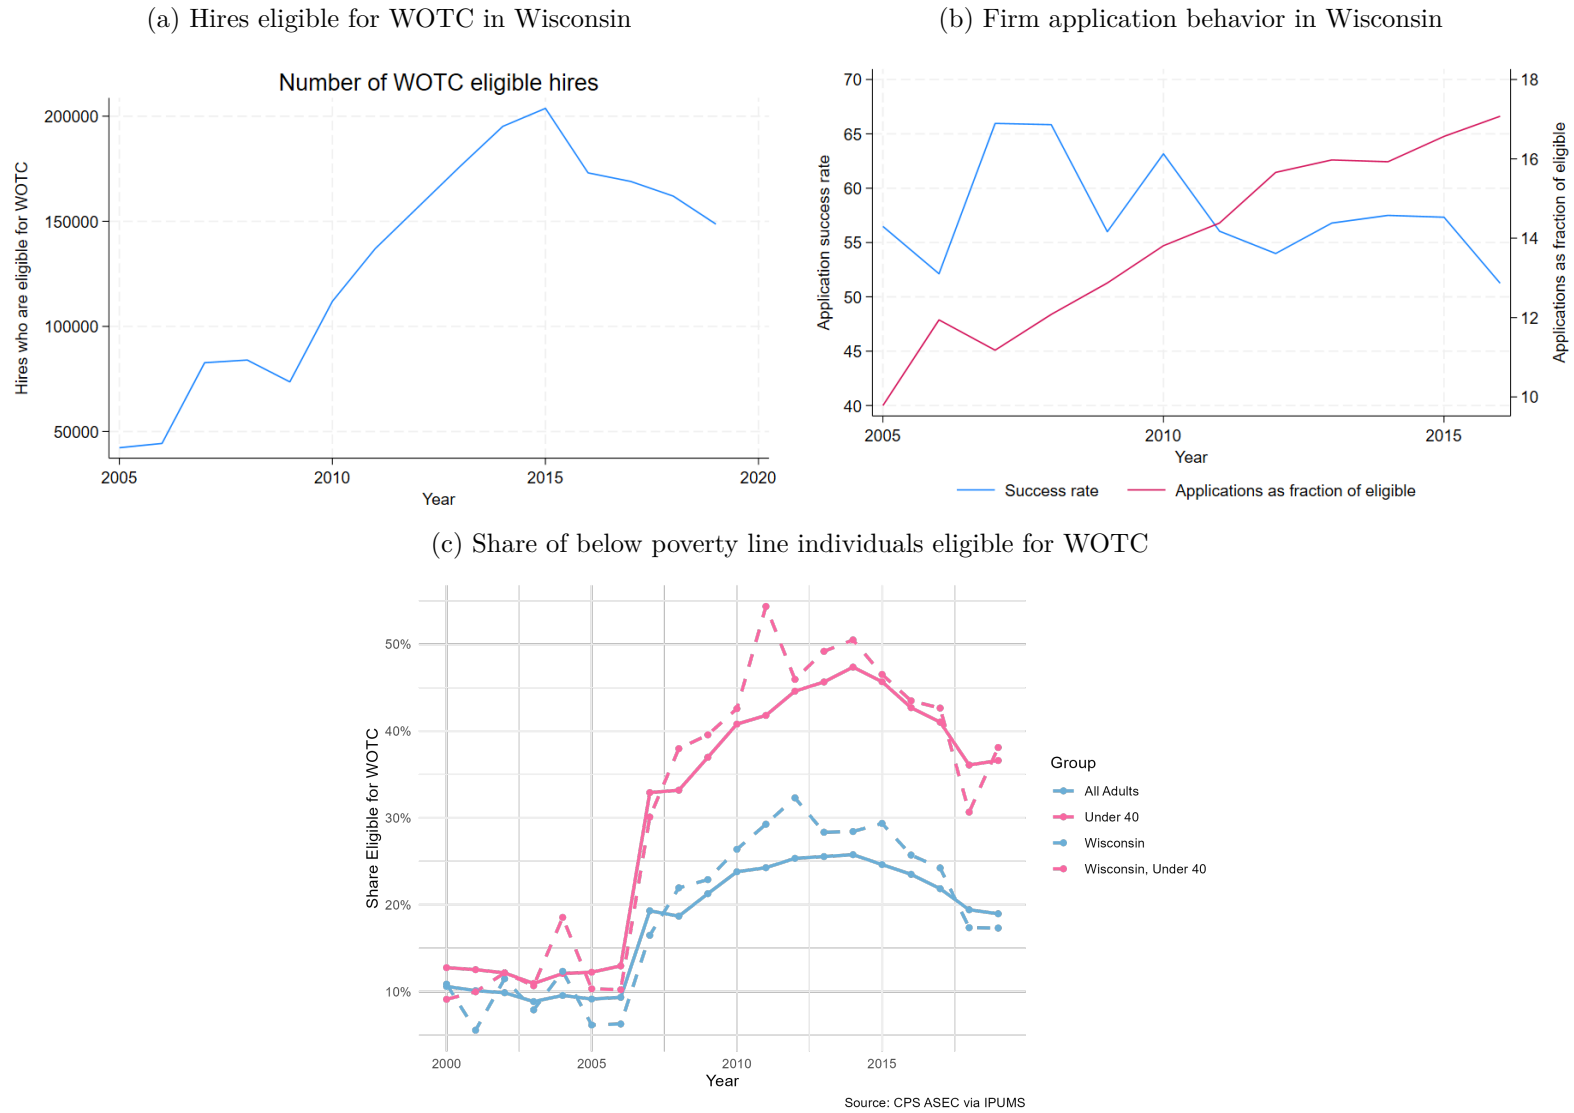 (a) Hires eligible for WOTC in Wisconsin
Number of WOTC eligible hires
Hires who are eligible for WOTC
200000
150000
100000
50000
2005 2010 2015 2020
Year
(b) Firm application behavior in Wisconsin
Application success rate
70
65
60
55
50
45
40
Applications as fraction of eligible
18
16
14
12
10
2005 2010 2015
Year
Success rate Applications as fraction of eligible
(c) Share of below poverty line individuals eligible for WOTC
Share Eligible for WOTC
50%
40%
30%
20%
10%
2000 2005 2010 2015
Year
Group
All Adults
Under 40
Wisconsin
Wisconsin, Under 40
Source: CPS ASEC via IPUMS